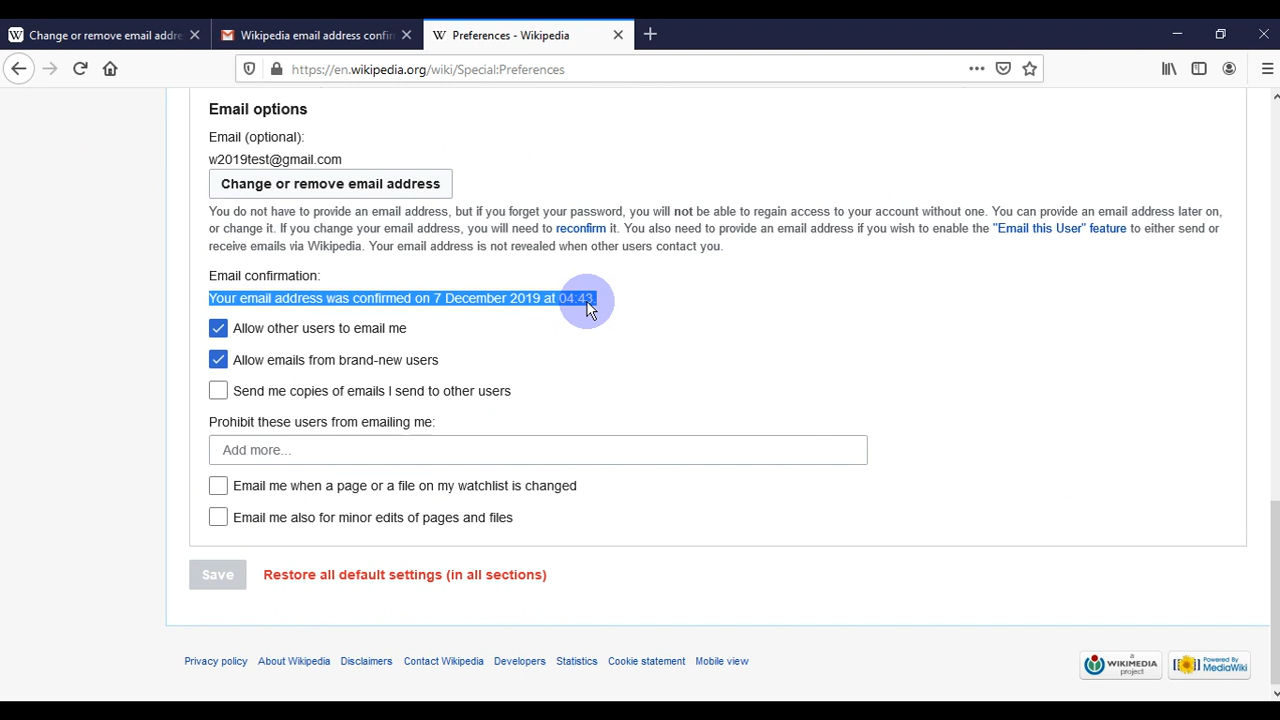 Change or remove email addre
Wikipedia email address confir
Preferences - Wikipedia
https://en.wikipedia.org/wiki/Special:Preferences
Email options
Email (optional):
w2019test@gmail.com
Change or remove email address
You do not have to provide an email address, but if you forget your password, you will not be able to regain access to your account without one. You can provide an email address later on,
or change it. If you change your email address, you will need to reconfirm it. You also need to provide an email address if you wish to enable the "Email this User" feature to either send or
receive emails via Wikipedia. Your email address is not revealed when other users contact you.
Email confirmation:
Your email address was confirmed on 7 December 2019 at 04:43.
Allow other users to email me
Allow emails from brand-new users
Send me copies of emails I send to other users
Prohibit these users from emailing me:
Add more...
Email me when a page or a file on my watchlist is changed
Email me also for minor edits of pages and files
Save
Restore all default settings (in all sections)
Privacy policy
About Wikipedia
Disclaimers
Contact Wikipedia
Developers
Statistics
Cookie statement
Mobile view
a
WIKIMEDIA
project
Powered By
MediaWiki